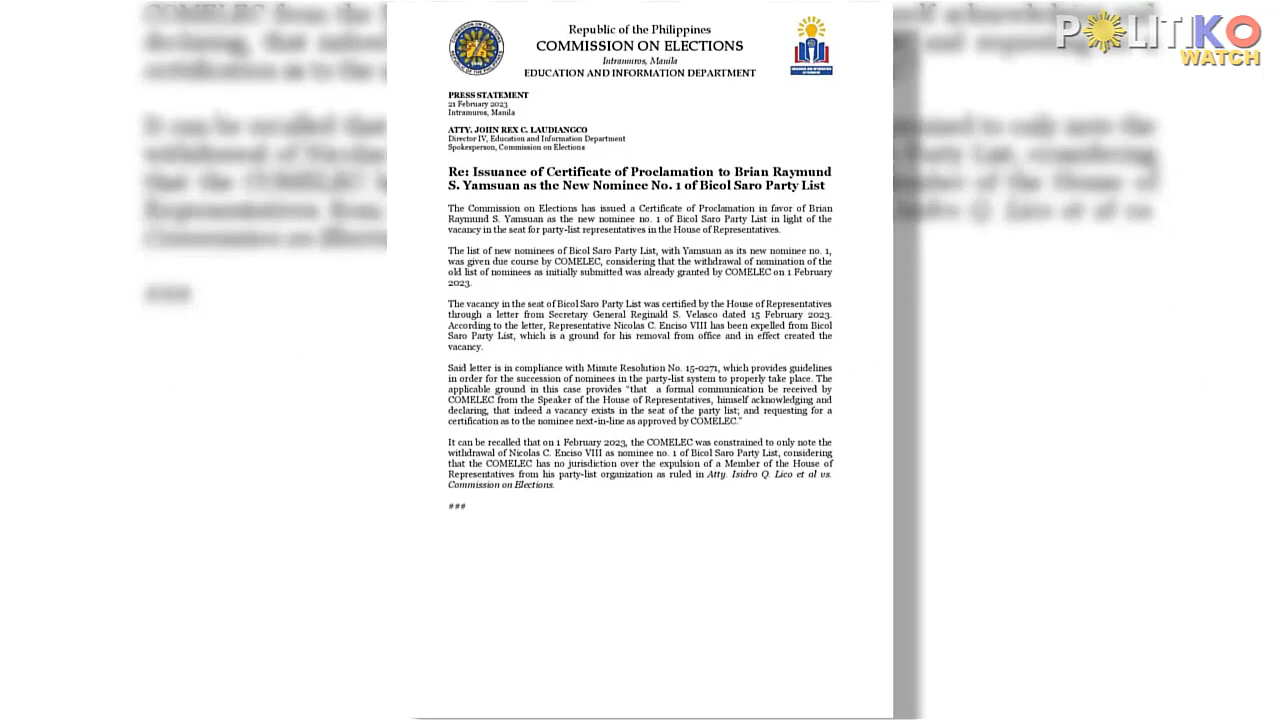 POLITIKO
WATCH
Republic of the Philippines
COMMISSION ON ELECTIONS
Intramuros, Manila
EDUCATION AND INFORMATION DEPARTMENT
PRESS STATEMENT
21 February 2023
Intramuros, Manila
ATTY. JOHN REX C. LAUDIANGCO
Director IV, Education and Information Department
Spokesperson, Commission on Elections
Re: Issuance of Certificate of Proclamation to Brian Raymund
S. Yamsuan as the New Nominee No. 1 of Bicol Saro Party List
The Commission on Elections has issued a Certificate of Proclamation in favor of Brian
Raymund S. Yamsuan as the new nominee no. 1 of Bicol Saro Party List in light of the
vacancy in the seat for party-list representatives in the House of Representatives.
The list of new nominees of Bicol Saro Party List, with Yamsuan as its new nominee no. 1,
was given due course by COMELEC, considering that the withdrawal of nomination of the
old list of nominees as initially submitted was already granted by COMELEC on 1 February
2023.
The vacancy in the seat of Bicol Saro Party List was certified by the House of Representatives
through a letter from Secretary General Reginald S. Velasco dated 15 February 2023.
According to the letter, Representative Nicolas C. Enciso VIII has been expelled from Bicol
Saro Party List, which is a ground for his removal from office and in effect created the
vacancy.
Said letter is in compliance with Minute Resolution No. 15-0271, which provides guidelines
in order for the succession of nominees in the party-list system to properly take place. The
applicable ground in this case provides "that a formal communication be received by
COMELEC from the Speaker of the House of Representatives, himself acknowledging and
declaring, that indeed a vacancy exists in the seat of the party list; and requesting for a
certification as to the nominee next-in-line as approved by COMELEC."
It can be recalled that on 1 February 2023, the COMELEC was constrained to only note the
withdrawal of Nicolas C. Enciso VIII as nominee no. 1 of Bicol Saro Party List, considering
that the COMELEC has no jurisdiction over the expulsion of a Member of the House of
Representatives from his party-list organization as ruled in Atty. Isidro Q. Lico et al vs.
Commission on Elections.
###